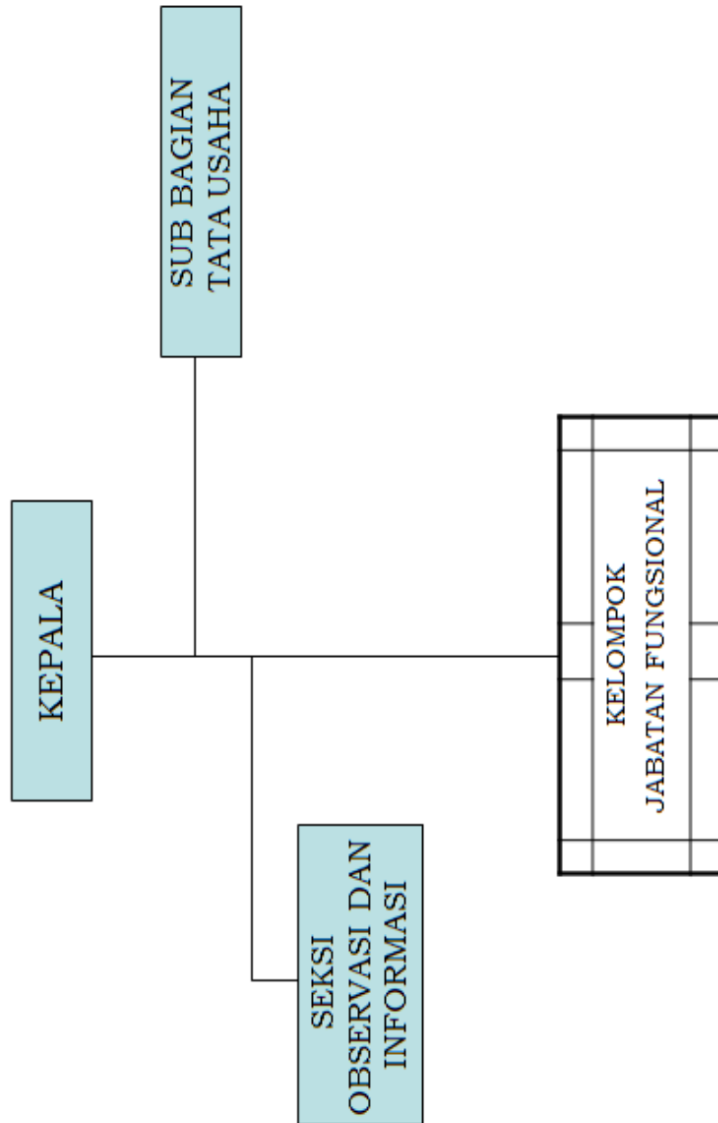 KEPALA
SUB BAGIAN
TATA USAHA
SEKSI
OBSERVASI DAN
INFORMASI
KELOMPOK
JABATAN FUNGSIONAL